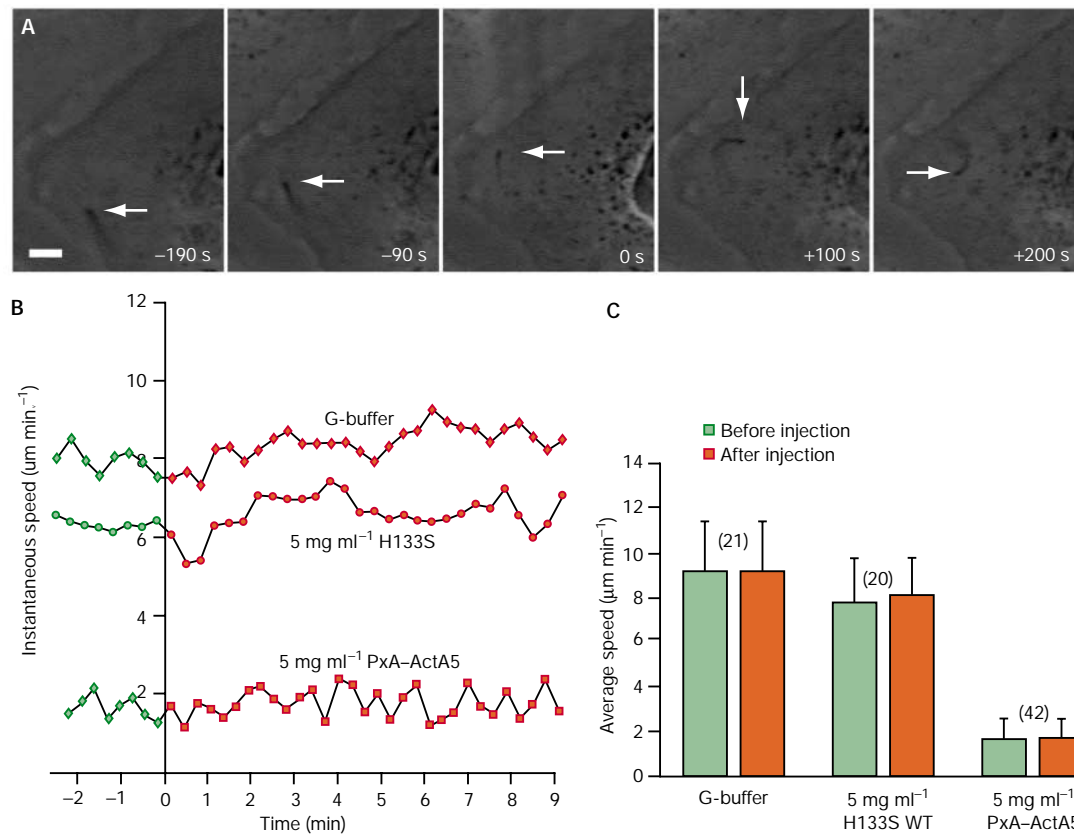 A
−190 s
−90 s
0 s
+100 s
+200 s
B
Instantaneous speed (um min.⁻¹)
12
10
8
6
4
2
G-buffer
5 mg ml⁻¹ H133S
5 mg ml⁻¹ PxA–ActA5
−2 −1 0 1 2 3 4 5 6 7 8 9
Time (min)
C
Before injection
After injection
Average speed (μm min⁻¹)
14
12
10
8
6
4
2
0
(21)
(20)
(42)
G-buffer
5 mg ml⁻¹
H133S WT
5 mg ml⁻¹
PxA–ActA5